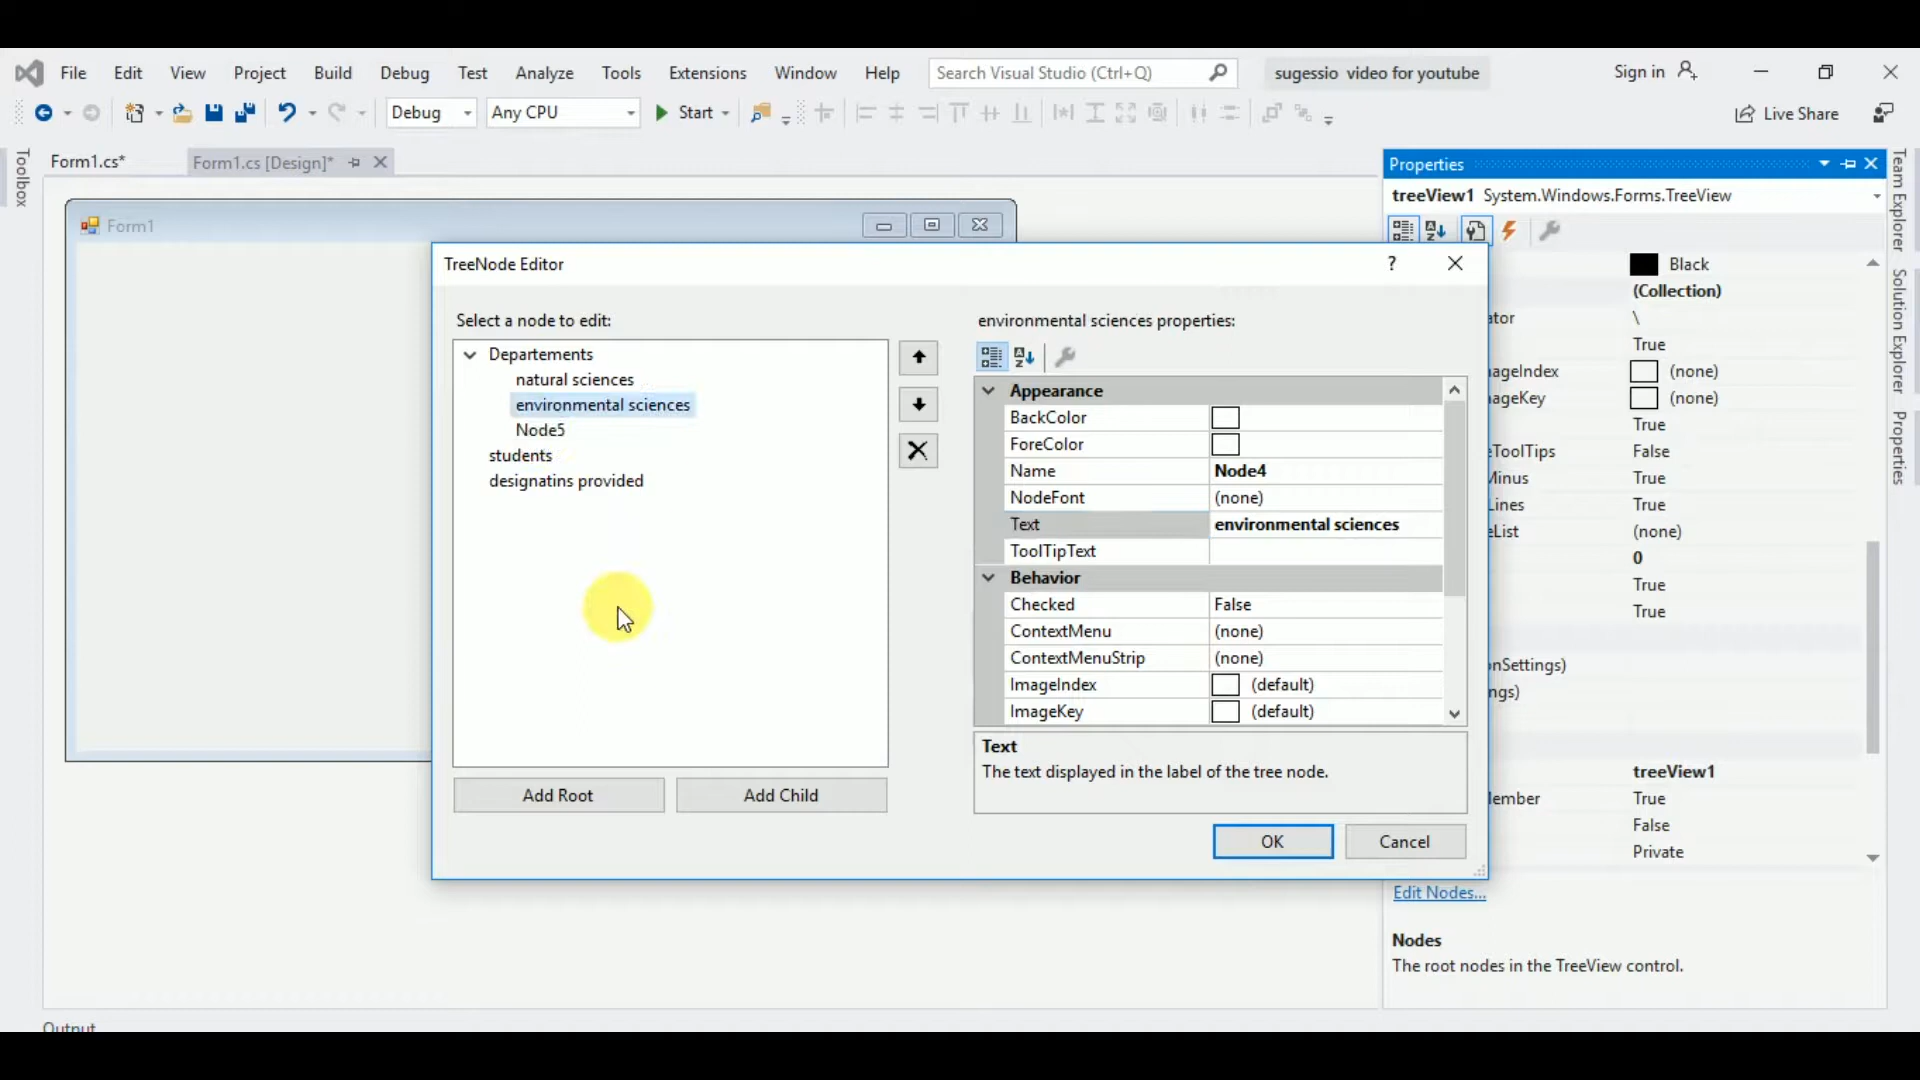 File Edit View Project Build Debug Test Analyze Tools Extensions Window Help Search Visual Studio (Ctrl+Q) sugessio video for youtube Sign in
Debug Any CPU Start Live Share
Toolbox
Form1.cs* Form1.cs [Design]*
Form1
TreeNode Editor ?
Select a node to edit:
Departements
natural sciences
environmental sciences
Node5
students
designatins provided
Add Root Add Child
environmental sciences properties:
Appearance
BackColor
ForeColor
Name Node4
NodeFont (none)
Text environmental sciences
ToolTipText
Behavior
Checked False
ContextMenu (none)
ContextMenuStrip (none)
ImageIndex (default)
ImageKey (default)
Text
The text displayed in the label of the tree node.
OK Cancel
Properties
treeView1 System.Windows.Forms.TreeView
Black
(Collection)
ator \
True
ageIndex (none)
ageKey (none)
True
eToolTips False
Minus True
Lines True
eList (none)
0
True
True
onSettings)
ngs)
treeView1
True
False
Private
Edit Nodes...
Nodes
The root nodes in the TreeView control.
Team Explorer
Solution Explorer
Properties
Output